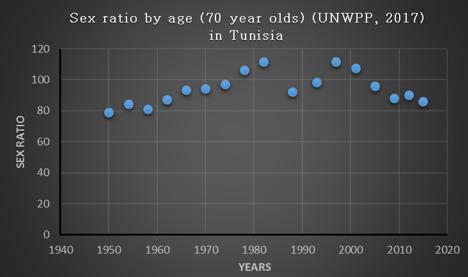 Sex ratio by age (70 year olds) (UNWPP, 2017)
in Tunisia
120
100
80
60
40
20
0
SEX RATIO
1940 1950 1960 1970 1980 1990 2000 2010 2020
YEARS